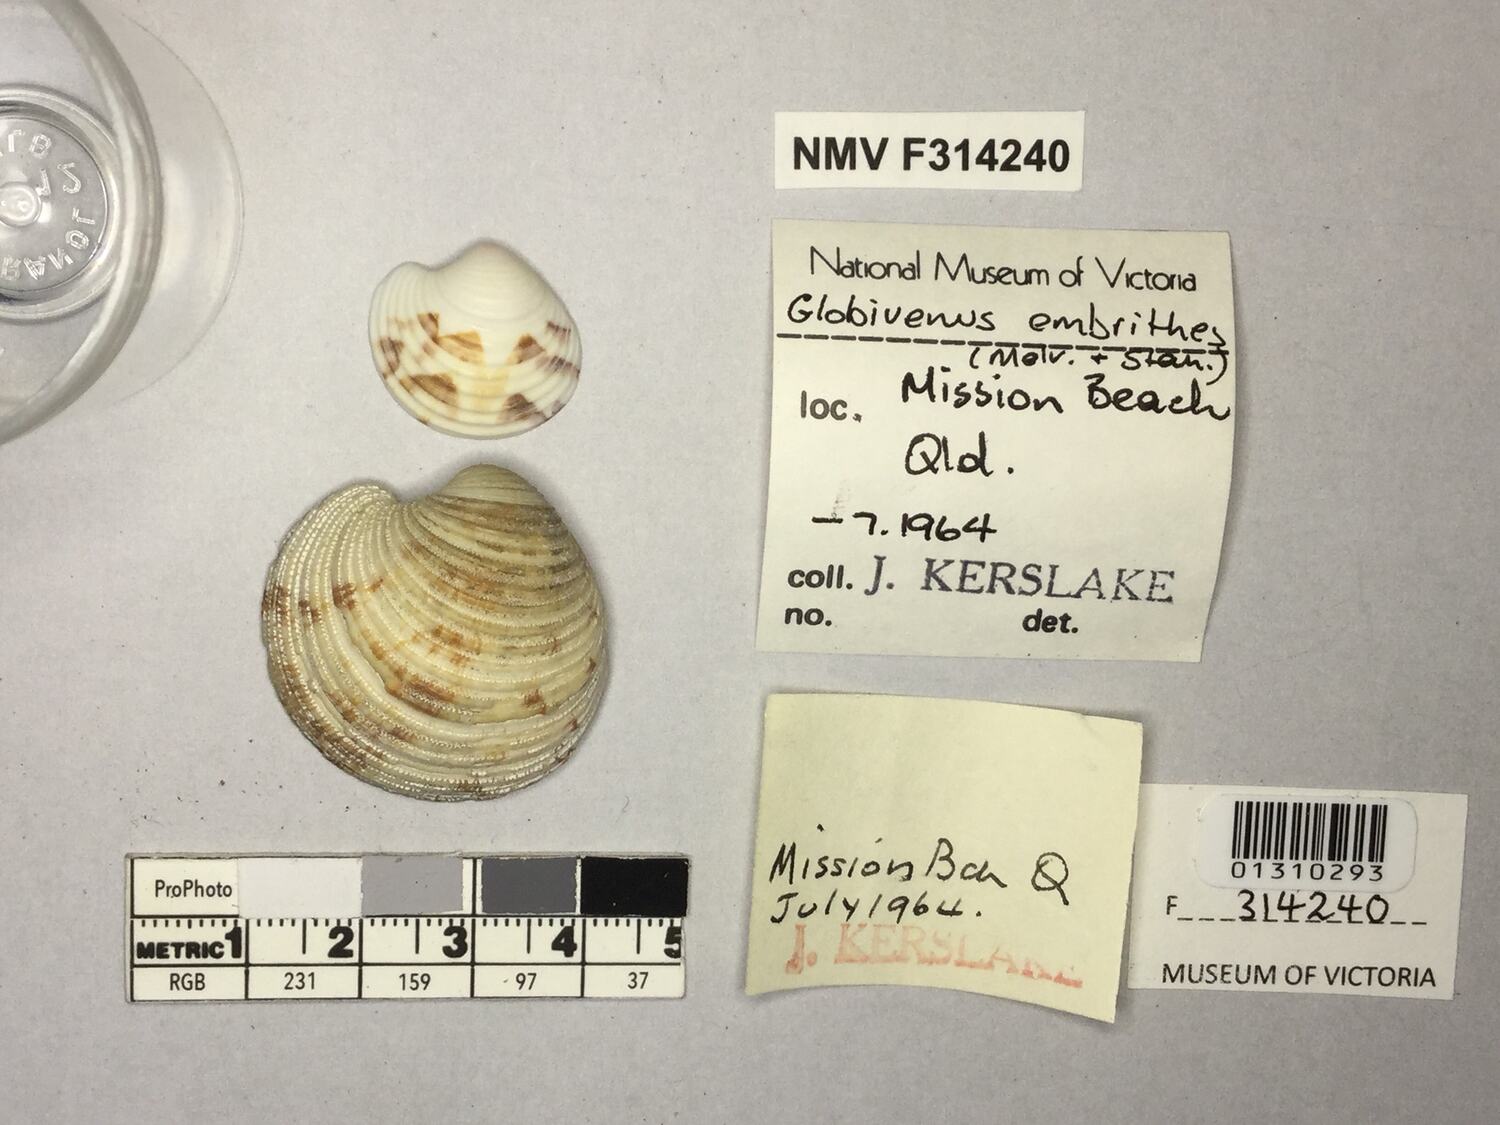 NMV F314240
National Museum of Victoria
Globivenus embrithes
(Melv. + Stan.)
loc. Mission Beach
Qld.
-7.1964
coll. J. KERSLAKE
no. det.
Mission Bch Q
July 1964.
J. KERSLAKE
01310293
F___314240__
MUSEUM OF VICTORIA
ProPhoto
METRIC 1 2 3 4 5
RGB 231 159 97 37